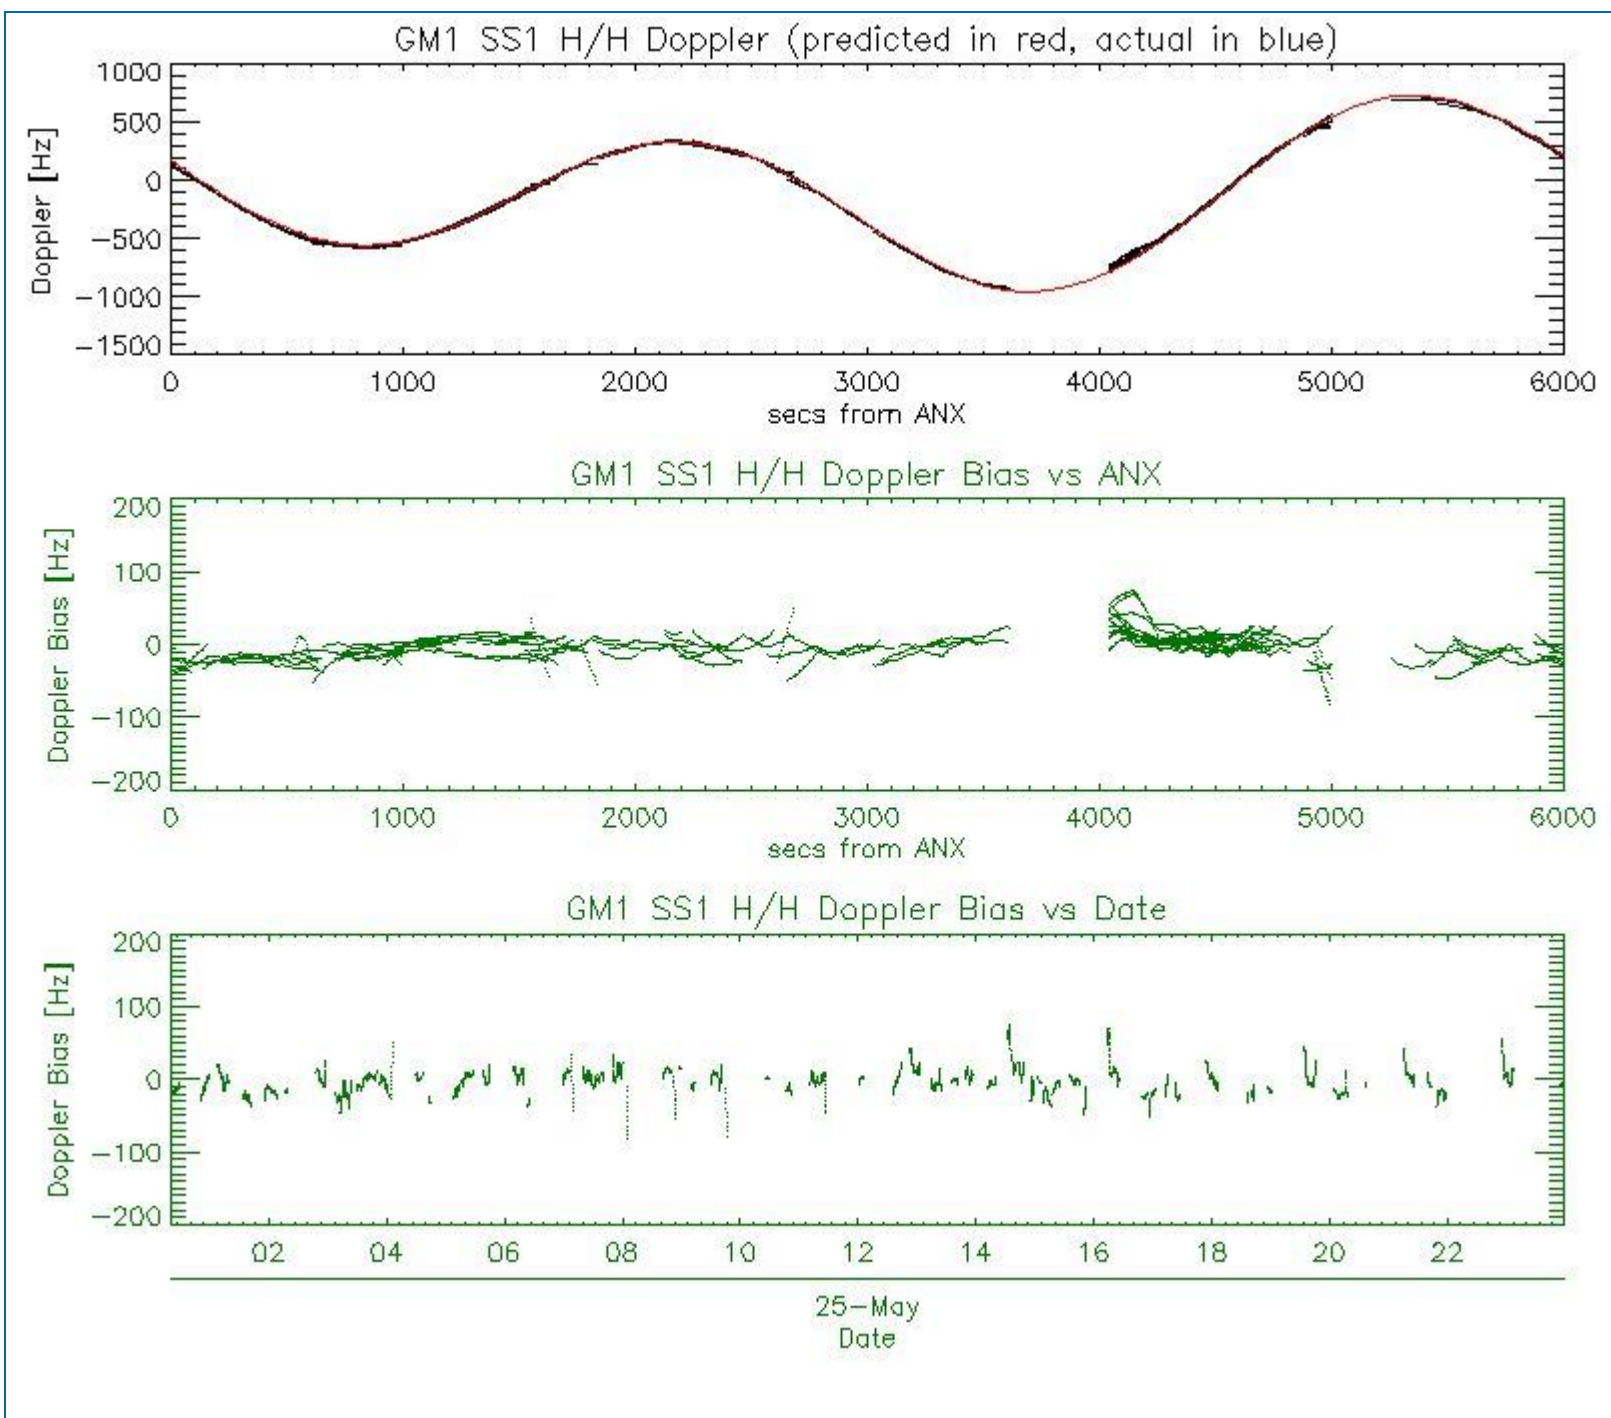 GM1 SS1 H/H Doppler (predicted in red, actual in blue)
1000
500
0
-500
-1000
-1500
Doppler [Hz]
0 1000 2000 3000 4000 5000 6000
secs from ANX
GM1 SS1 H/H Doppler Bias vs ANX
200
100
0
-100
-200
Doppler Bias [Hz]
0 1000 2000 3000 4000 5000 6000
secs from ANX
GM1 SS1 H/H Doppler Bias vs Date
200
100
0
-100
-200
Doppler Bias [Hz]
02 04 06 08 10 12 14 16 18 20 22
25-May
Date